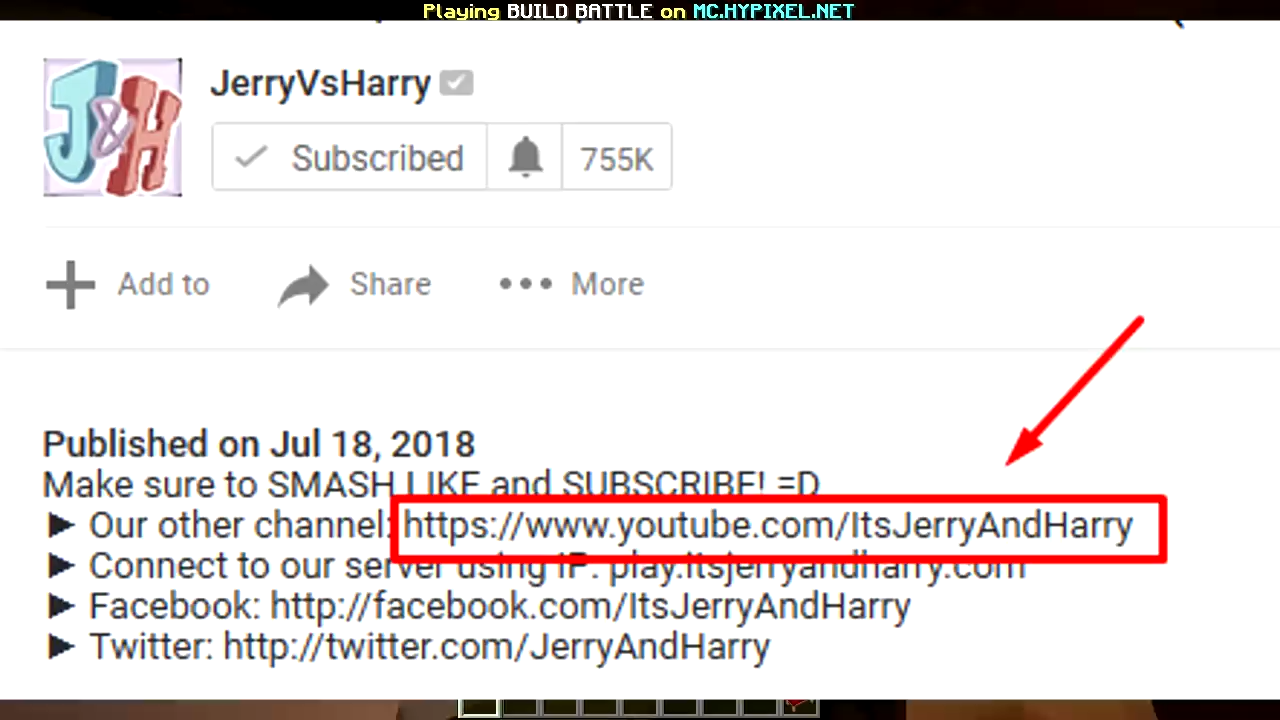 Playing BUILD BATTLE on MC.HYPIXEL.NET
J&H
JerryVsHarry
Subscribed
755K
Add to
Share
More
Published on Jul 18, 2018
Make sure to SMASH LIKE and SUBSCRIBE! =D
► Our other channel: https://www.youtube.com/ItsJerryAndHarry
► Connect to our server using IP: play.itsjerryandharry.com
► Facebook: http://facebook.com/ItsJerryAndHarry
► Twitter: http://twitter.com/JerryAndHarry